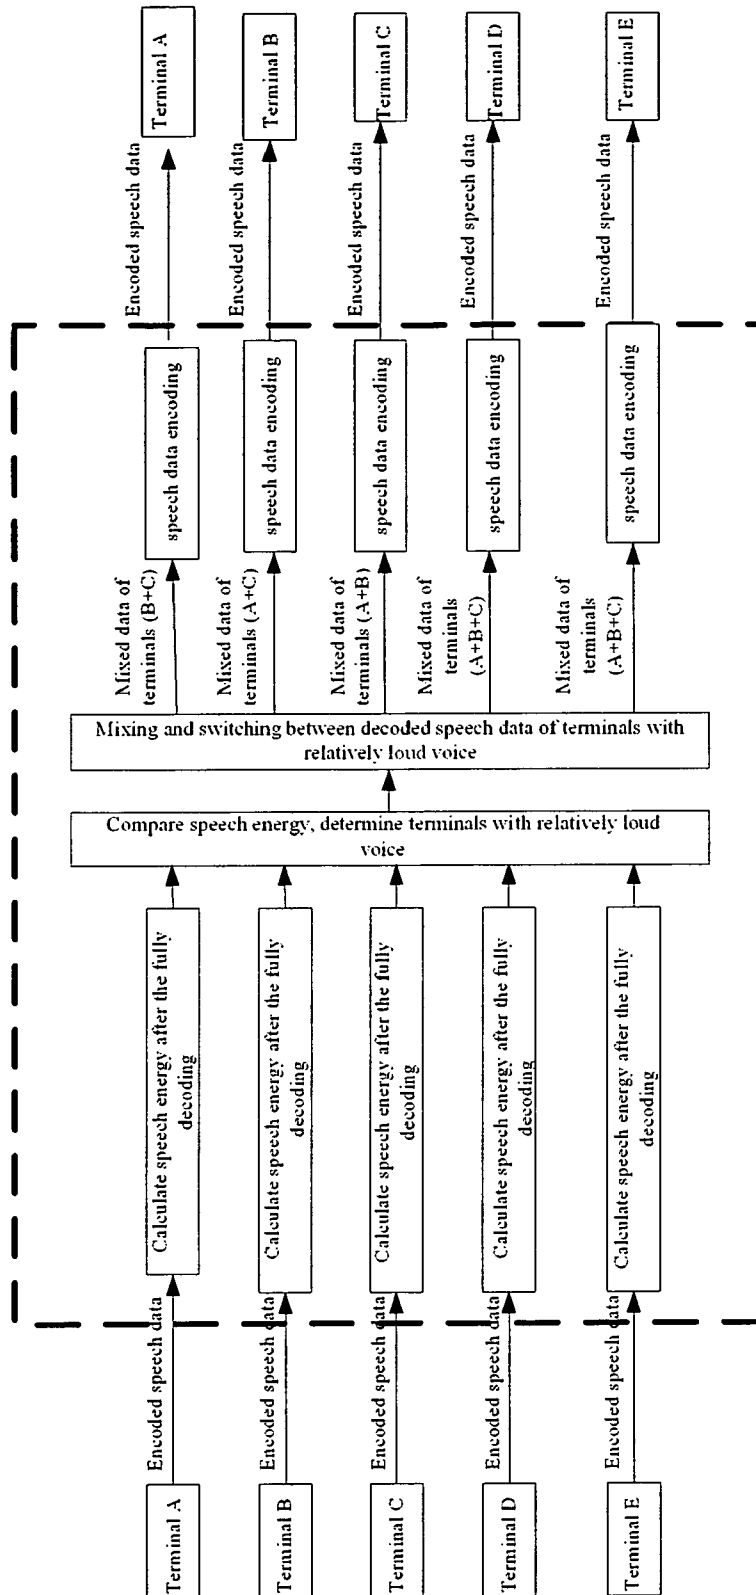 Terminal A
Terminal B
Terminal C
Terminal D
Terminal E
Encoded speech data
Encoded speech data
Encoded speech data
Encoded speech data
Encoded speech data
Calculate speech energy after the fully
decoding
Calculate speech energy after the fully
decoding
Calculate speech energy after the fully
decoding
Calculate speech energy after the fully
decoding
Calculate speech energy after the fully
decoding
Compare speech energy, determine terminals with relatively loud
voice
Mixing and switching between decoded speech data of terminals with
relatively loud voice
Mixed data of
terminals (B+C)
Mixed data of
terminals (A+C)
Mixed data of
terminals (A+B)
Mixed data of
terminals
(A+B+C)
Mixed data of
terminals
(A+B+C)
speech data encoding
speech data encoding
speech data encoding
speech data encoding
speech data encoding
Encoded speech data
Encoded speech data
Encoded speech data
Encoded speech data
Encoded speech data
Terminal A
Terminal B
Terminal C
Terminal D
Terminal E